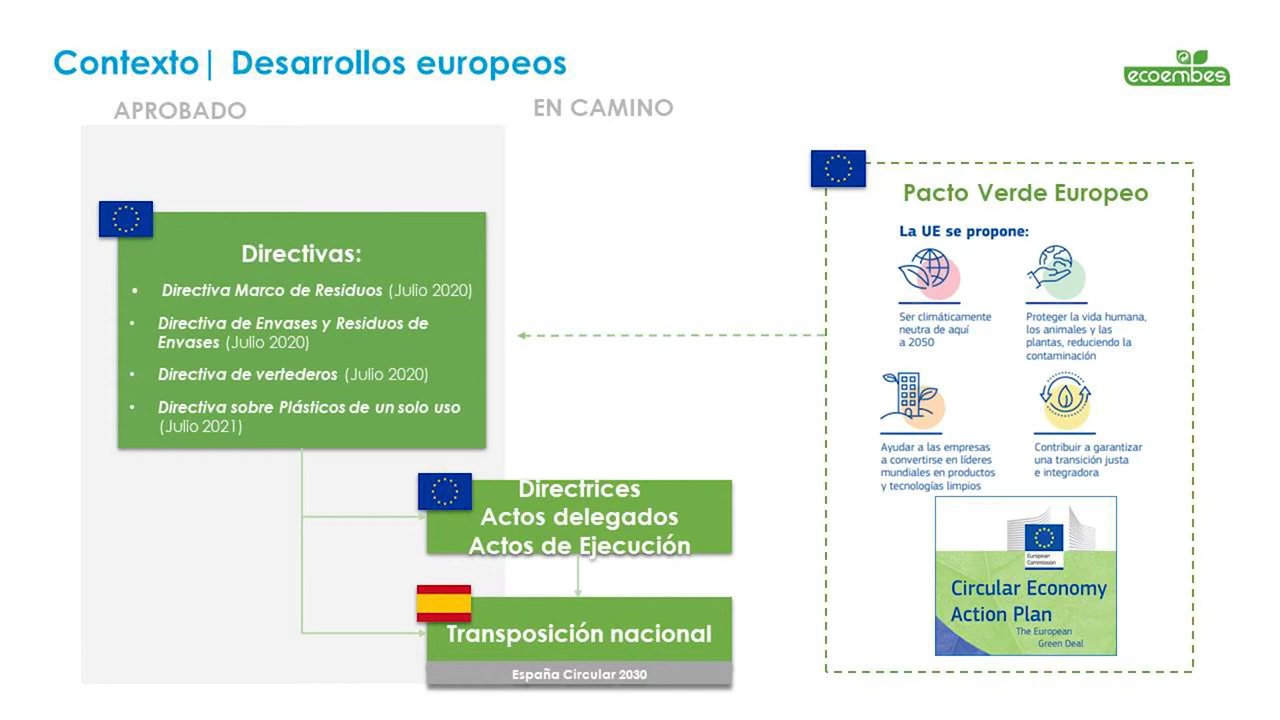 Contexto| Desarrollos europeos
ecoembes
APROBADO
EN CAMINO
Directivas:
• Directiva Marco de Residuos (Julio 2020)
• Directiva de Envases y Residuos de
Envases (Julio 2020)
• Directiva de vertederos (Julio 2020)
• Directiva sobre Plásticos de un solo uso
(Julio 2021)
Directrices
Actos delegados
Actos de Ejecución
Transposición nacional
España Circular 2030
Pacto Verde Europeo
La UE se propone:
Ser climáticamente
neutra de aquí
a 2050
Proteger la vida humana,
los animales y las
plantas, reduciendo la
contaminación
Ayudar a las empresas
a convertirse en líderes
mundiales en productos
y tecnologías limpios
Contribuir a garantizar
una transición justa
e integradora
European
Commission
Circular Economy
Action Plan
The European
Green Deal